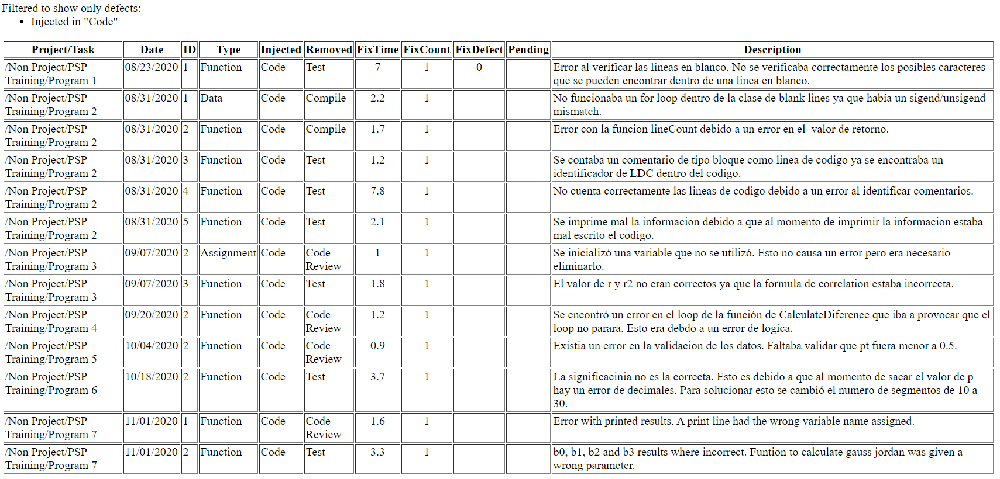 Filtered to show only defects:
• Injected in "Code"
Project/Task Date ID Type Injected Removed FixTime FixCount FixDefect Pending Description
/Non Project/PSP 08/23/2020 1 Function Code Test 7 1 0 Error al verificar las lineas en blanco. No se verificaba correctamente los posibles caracteres
Training/Program 1 que se pueden encontrar dentro de una linea en blanco.
/Non Project/PSP 08/31/2020 1 Data Code Compile 2.2 1 No funcionaba un for loop dentro de la clase de blank lines ya que había un sigend/unsigend
Training/Program 2 mismatch.
/Non Project/PSP 08/31/2020 2 Function Code Compile 1.7 1 Error con la funcion lineCount debido a un error en el  valor de retorno.
Training/Program 2
/Non Project/PSP 08/31/2020 3 Function Code Test 1.2 1 Se contaba un comentario de tipo bloque como linea de codigo ya se encontraba un
Training/Program 2 identificador de LDC dentro del codigo.
/Non Project/PSP 08/31/2020 4 Function Code Test 7.8 1 No cuenta correctamente las lineas de codigo debido a un error al identificar comentarios.
Training/Program 2
/Non Project/PSP 08/31/2020 5 Function Code Test 2.1 1 Se imprime mal la informacion debido a que al momento de imprimir la informacion estaba
Training/Program 2 mal escrito el codigo.
/Non Project/PSP 09/07/2020 2 Assignment Code Code 1 1 Se inicializó una variable que no se utilizó. Esto no causa un error pero era necesario
Training/Program 3 Review eliminarlo.
/Non Project/PSP 09/07/2020 3 Function Code Test 1.8 1 El valor de r y r2 no eran correctos ya que la formula de correlation estaba incorrecta.
Training/Program 3
/Non Project/PSP 09/20/2020 2 Function Code Code 1.2 1 Se encontró un error en el loop de la función de CalculateDiference que iba a provocar que el
Training/Program 4 Review loop no parara. Esto era debdo a un error de logica.
/Non Project/PSP 10/04/2020 2 Function Code Code 0.9 1 Existia un error en la validacion de los datos. Faltaba validar que pt fuera menor a 0.5.
Training/Program 5 Review
/Non Project/PSP 10/18/2020 2 Function Code Test 3.7 1 La significacinia no es la correcta. Esto es debido a que al momento de sacar el valor de p
Training/Program 6 hay un error de decimales. Para solucionar esto se cambió el numero de segmentos de 10 a
30.
/Non Project/PSP 11/01/2020 1 Function Code Code 1.6 1 Error with printed results. A print line had the wrong variable name assigned.
Training/Program 7 Review
/Non Project/PSP 11/01/2020 2 Function Code Test 3.3 1 b0, b1, b2 and b3 results where incorrect. Funtion to calculate gauss jordan was given a
Training/Program 7 wrong parameter.